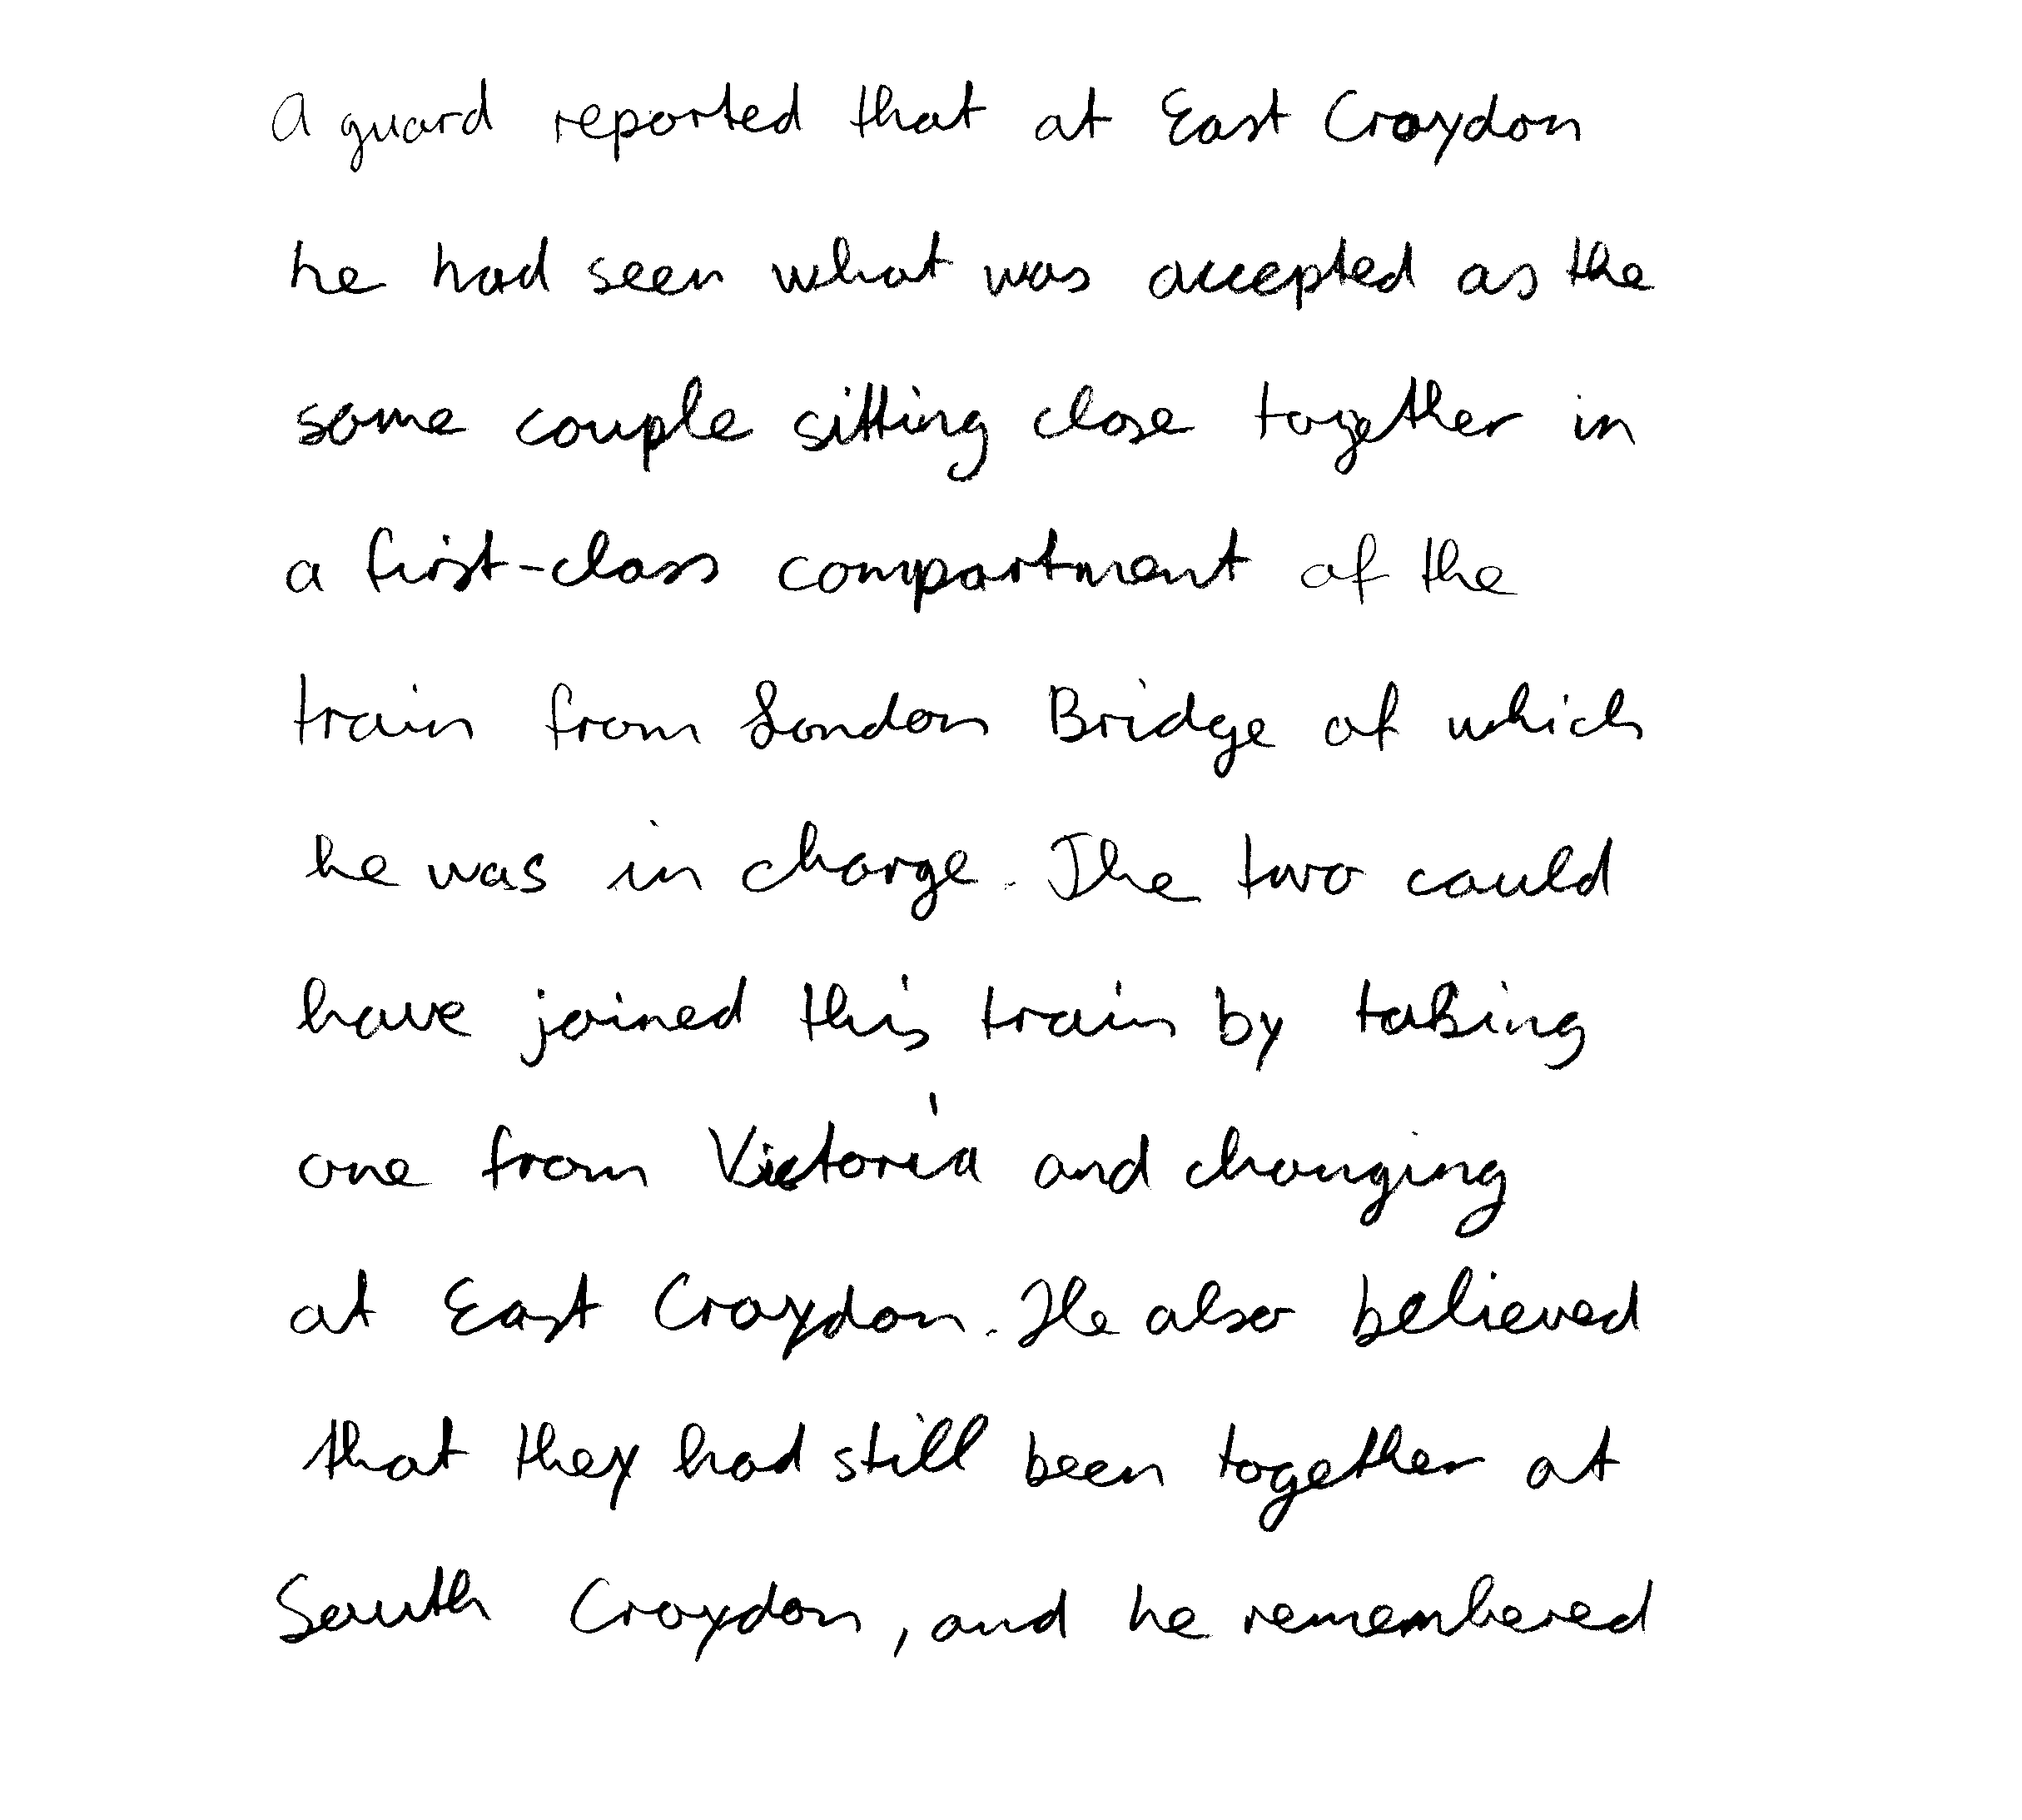 A guard reported that at East Croydon
he had seen what was accepted as the
same couple sitting close together in
a first-class compartment of the
train from London Bridge of which
he was in charge. The two could
have joined this train by taking
one from Victoria and changing
at East Croydon. He also believed
that they had still been together at
South Croydon, and he remembered